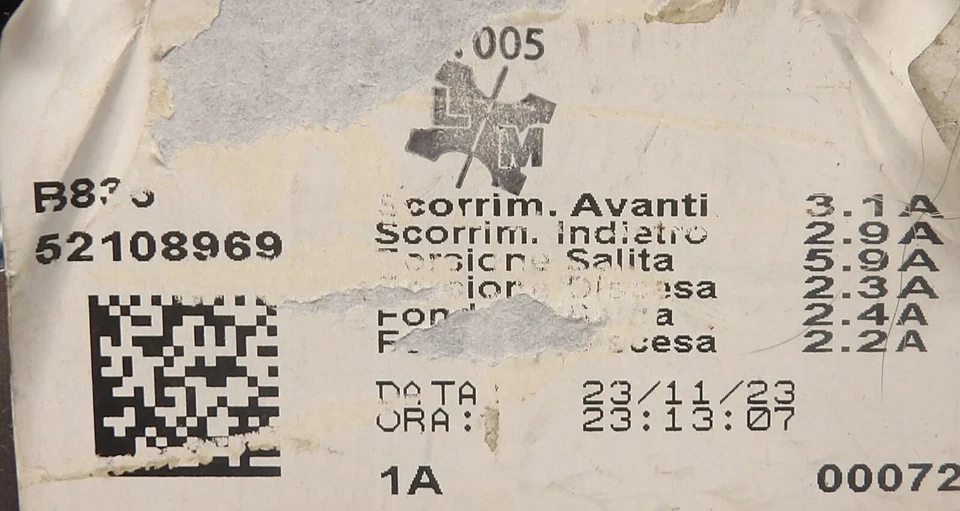 005
L M
52108969
Scorrim. Avanti 3.1A
Scorrim. Indietro 2.9A
Torsione Salita 5.9A
2.3A
2.4A
2.2A
DATA: 23/11/23
ORA: 23:13:07
1A 00072